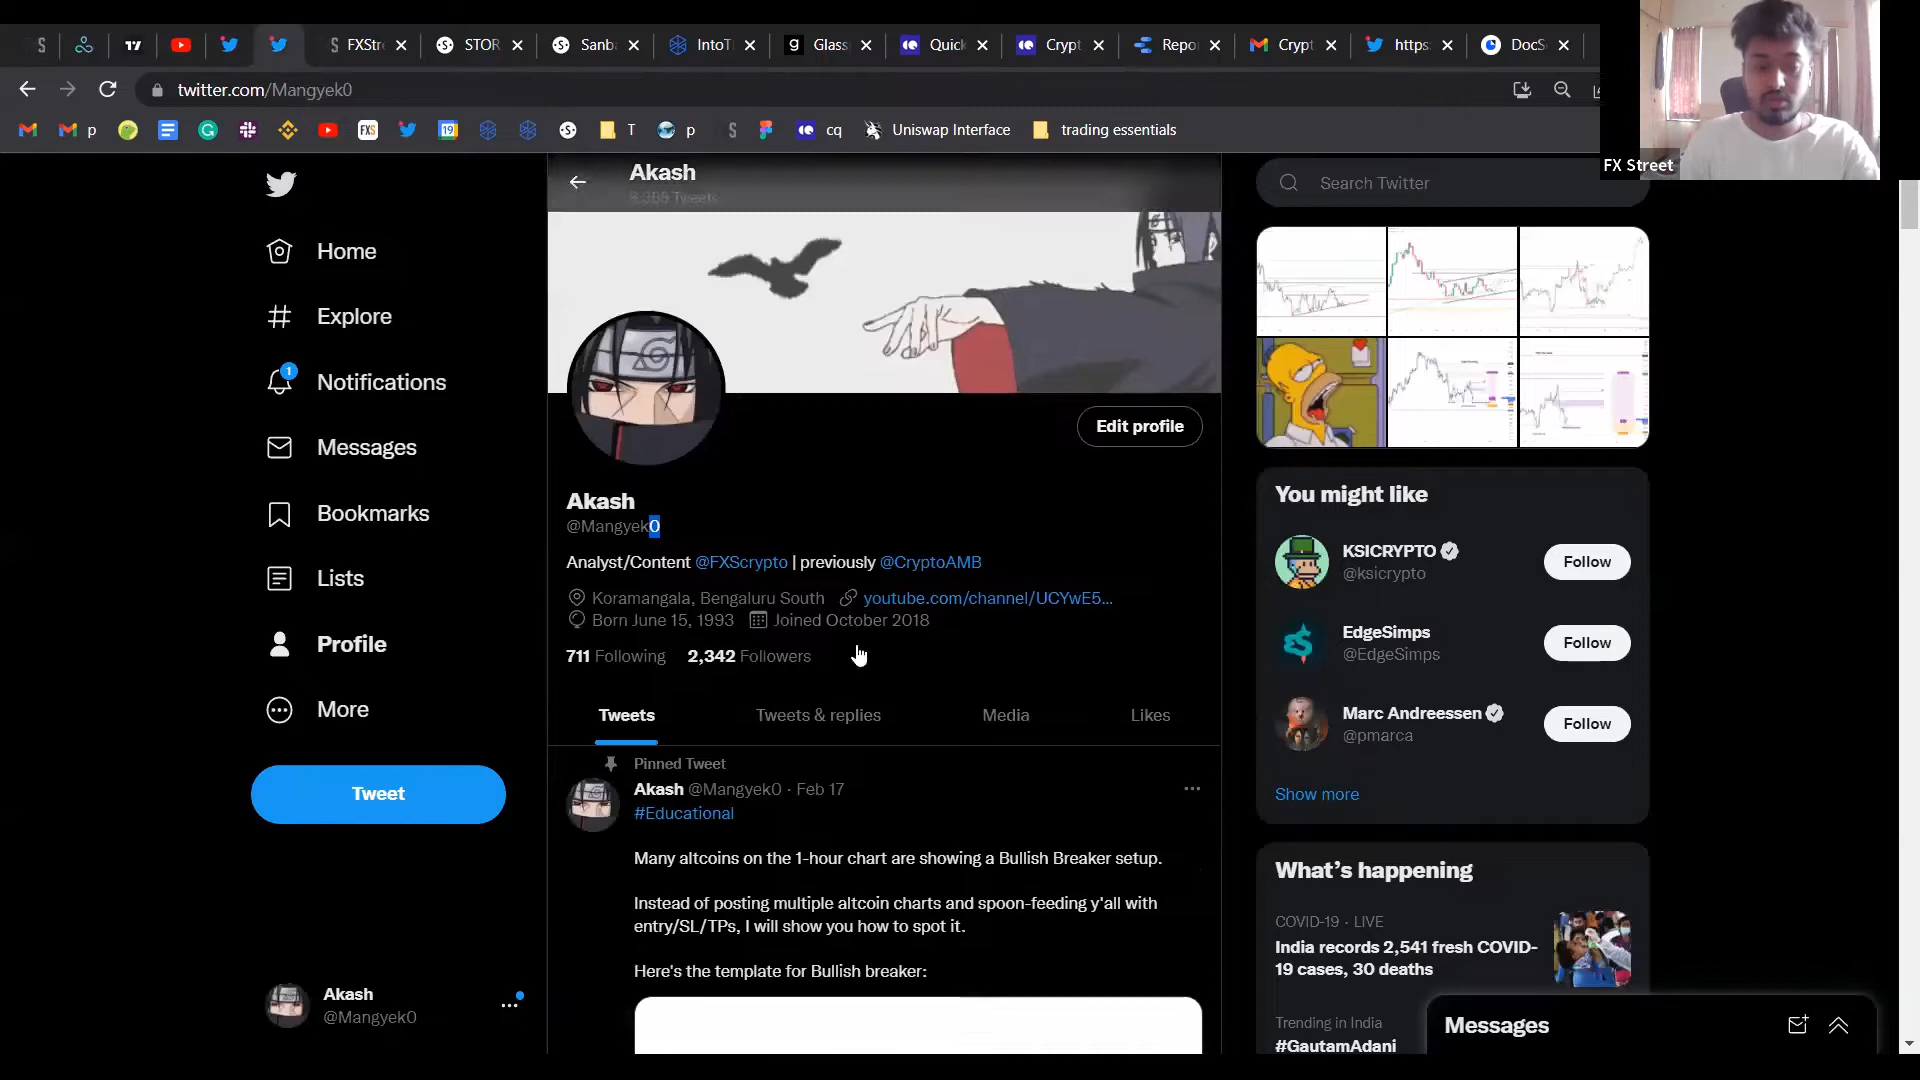 FXStr
STOR
Sanb
IntoT
Glass
Quick
Crypt
Repo
Crypt
https
DocS
twitter.com/Mangyek0
p
T
p
cq
Uniswap Interface
trading essentials
FX Street
Home
Explore
1
Notifications
Messages
Bookmarks
Lists
Profile
More
Tweet
Akash
@Mangyek0
Akash
Edit profile
Akash
@Mangyek0
Analyst/Content @FXScrypto | previously @CryptoAMB
Koramangala, Bengaluru South youtube.com/channel/UCYwE5...
Born June 15, 1993 Joined October 2018
711 Following 2,342 Followers
Tweets Tweets & replies Media Likes
Pinned Tweet
Akash @Mangyek0 · Feb 17
#Educational
Many altcoins on the 1-hour chart are showing a Bullish Breaker setup.
Instead of posting multiple altcoin charts and spoon-feeding y'all with
entry/SL/TPs, I will show you how to spot it.
Here's the template for Bullish breaker:
Search Twitter
You might like
KSICRYPTO
@ksicrypto
Follow
EdgeSimps
@EdgeSimps
Follow
Marc Andreessen
@pmarca
Follow
Show more
What's happening
COVID-19 · LIVE
India records 2,541 fresh COVID-
19 cases, 30 deaths
Trending in India
#GautamAdani
Messages